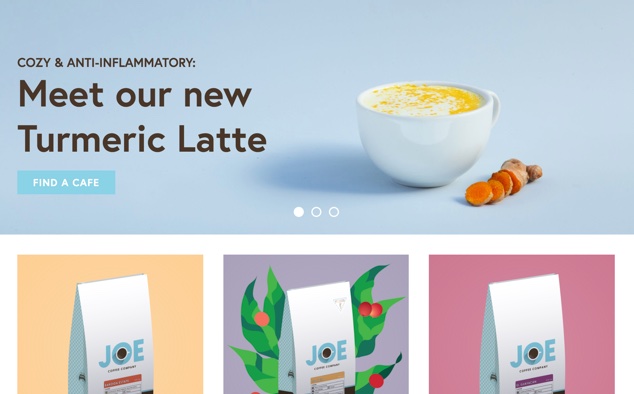 COZY & ANTI-INFLAMMATORY:
Meet our new
Turmeric Latte
FIND A CAFE
JOE
COFFEE COMPANY
JOE
COFFEE COMPANY
JOE
COFFEE COMPANY